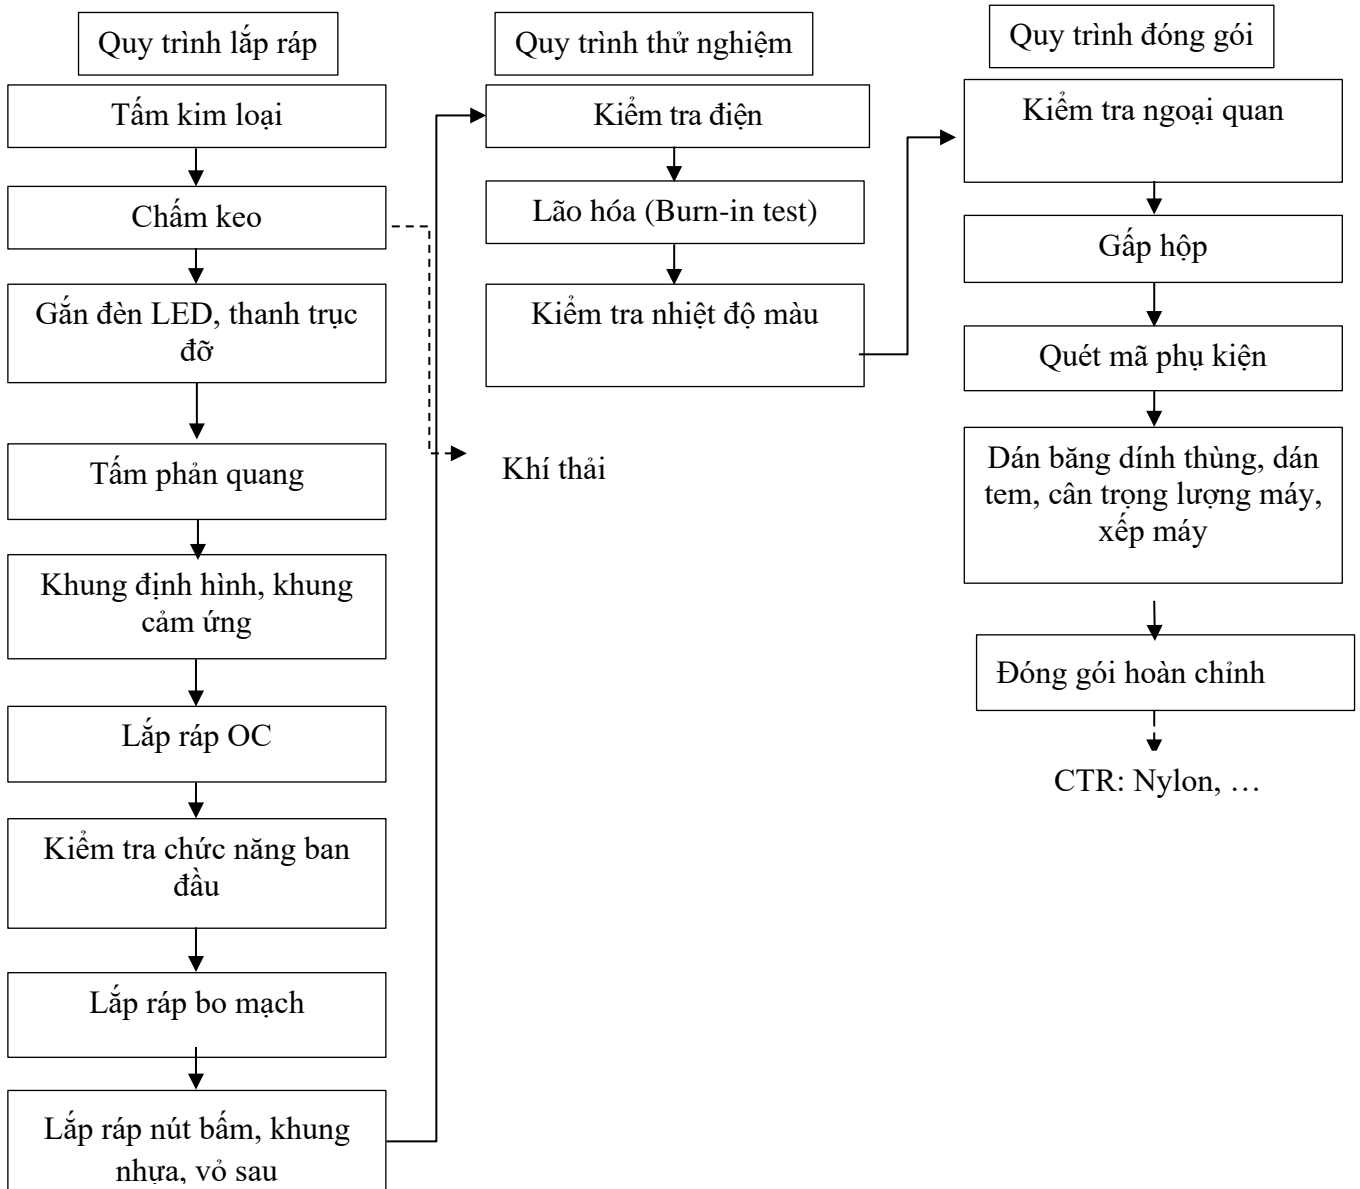 Quy trình lắp ráp
Tấm kim loại
Chấm keo
Gắn đèn LED, thanh trục
đỡ
Tấm phản quang
Khung định hình, khung
cảm ứng
Lắp ráp OC
Kiểm tra chức năng ban
đầu
Lắp ráp bo mạch
Lắp ráp nút bấm, khung
nhựa, vỏ sau
Khí thải
Quy trình thử nghiệm
Kiểm tra điện
Lão hóa (Burn-in test)
Kiểm tra nhiệt độ màu
Quy trình đóng gói
Kiểm tra ngoại quan
Gấp hộp
Quét mã phụ kiện
Dán băng dính thùng, dán
tem, cân trọng lượng máy,
xếp máy
Đóng gói hoàn chỉnh
CTR: Nylon, …